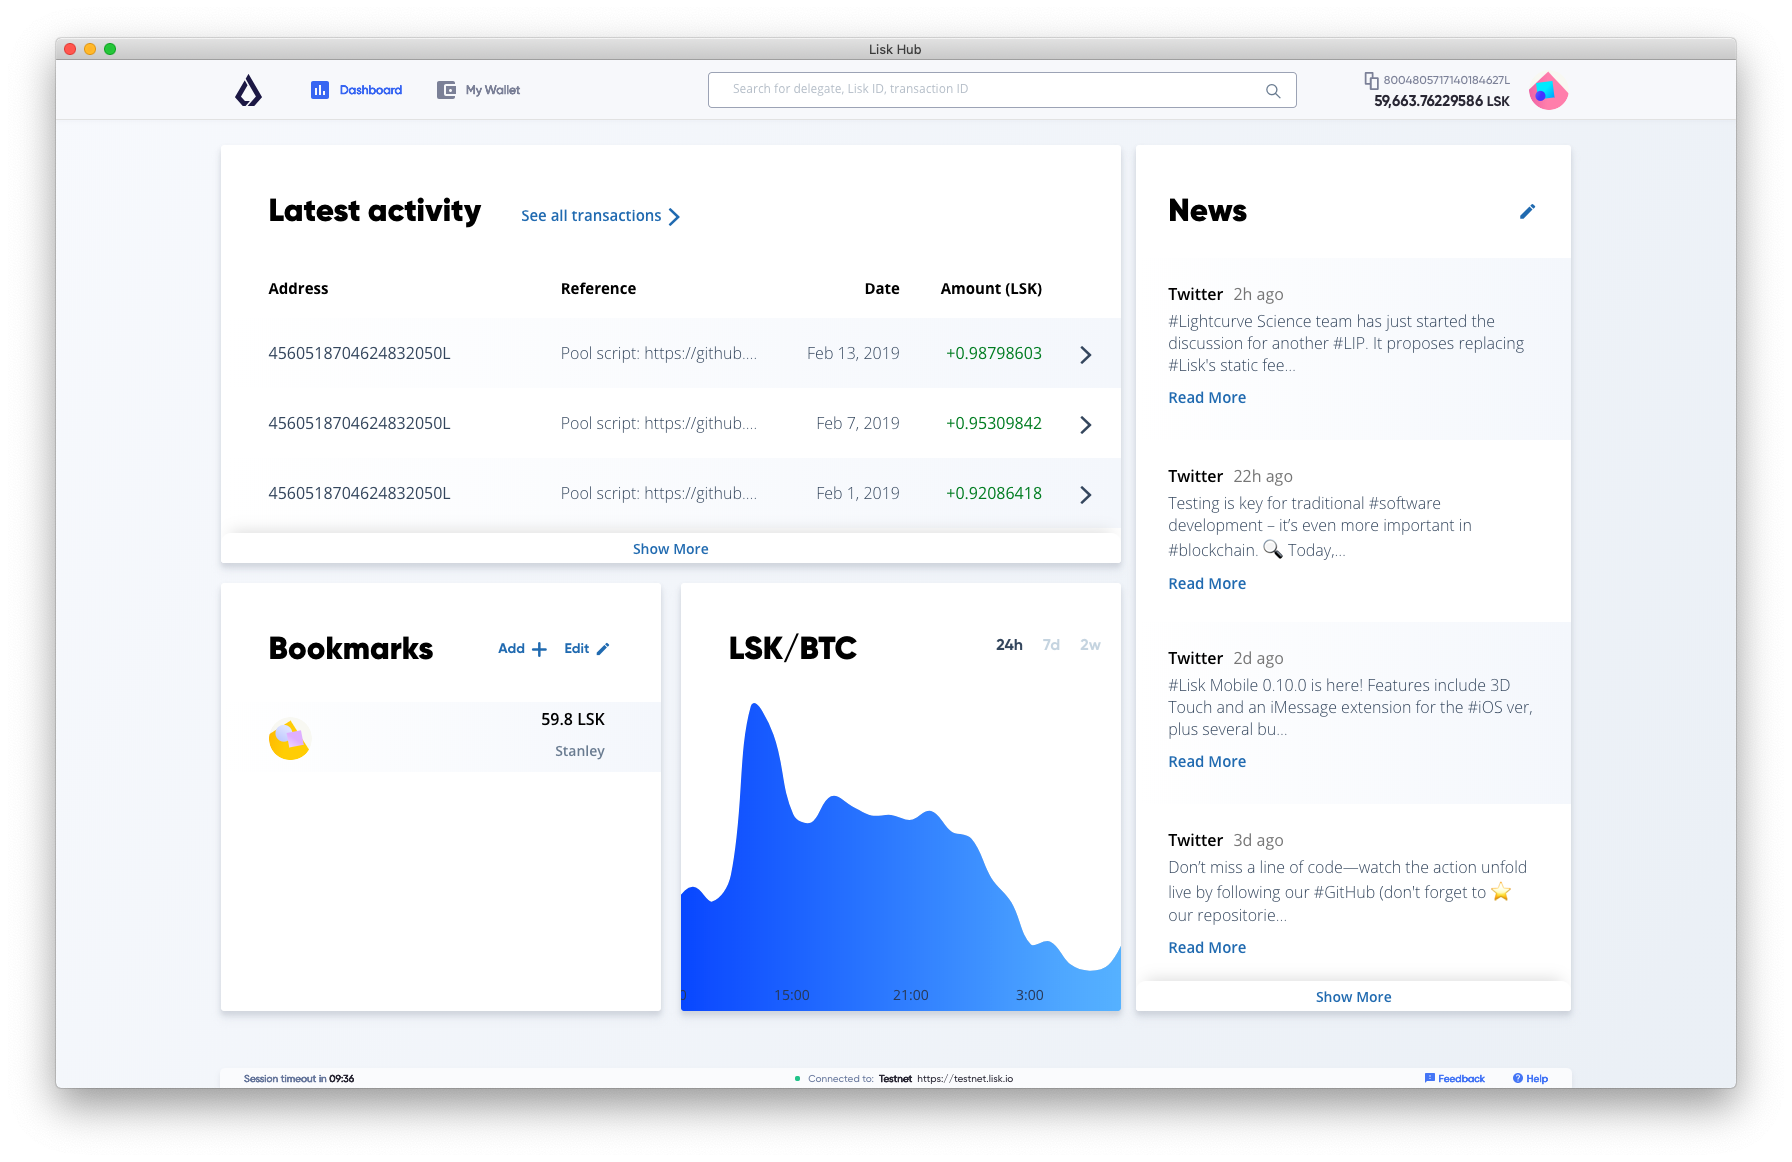 Lisk Hub
Dashboard
My Wallet
Search for delegate, Lisk ID, transaction ID
8004805717140184627L
59,663.76229586 LSK
Latest activity
See all transactions
Address Reference Date Amount (LSK)
4560518704624832050L Pool script: https://github.... Feb 13, 2019 +0.98798603
4560518704624832050L Pool script: https://github.... Feb 7, 2019 +0.95309842
4560518704624832050L Pool script: https://github.... Feb 1, 2019 +0.92086418
Show More
Bookmarks
Add
Edit
59.8 LSK
Stanley
LSK/BTC
24h 7d 2w
15:00 21:00 3:00
News
Twitter 2h ago
#Lightcurve Science team has just started the
discussion for another #LIP. It proposes replacing
#Lisk's static fee...
Read More
Twitter 22h ago
Testing is key for traditional #software
development – it’s even more important in
#blockchain. 🔍 Today,...
Read More
Twitter 2d ago
#Lisk Mobile 0.10.0 is here! Features include 3D
Touch and an iMessage extension for the #iOS ver,
plus several bu...
Read More
Twitter 3d ago
Don’t miss a line of code—watch the action unfold
live by following our #GitHub (don't forget to ⭐
our repositorie...
Read More
Show More
Session timeout in 09:36
Connected to: Testnet https://testnet.lisk.io
Feedback
Help